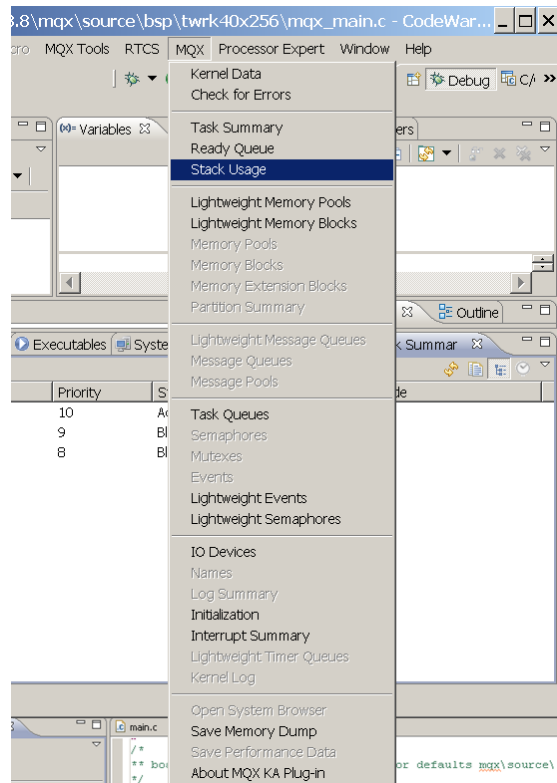 3.8\mqx\source\bsp\twrk40x256\mqx_main.c - CodeWar...
MQX Tools RTCS MQX Processor Expert Window Help
Debug C/ »
Kernel Data
Check for Errors
Task Summary
Ready Queue
Stack Usage
Lightweight Memory Pools
Lightweight Memory Blocks
Memory Pools
Memory Blocks
Memory Extension Blocks
Partition Summary
Lightweight Message Queues
Message Queues
Message Pools
Task Queues
Semaphores
Mutexes
Events
Lightweight Events
Lightweight Semaphores
IO Devices
Names
Log Summary
Initialization
Interrupt Summary
Lightweight Timer Queues
Kernel Log
Open System Browser
Save Memory Dump
Save Performance Data
About MQX KA Plug-in
(x)= Variables
Outline
Executables Syste k Summar
Priority
10
9
8
main.c
/*
** bo or defaults mqx\source\
*/